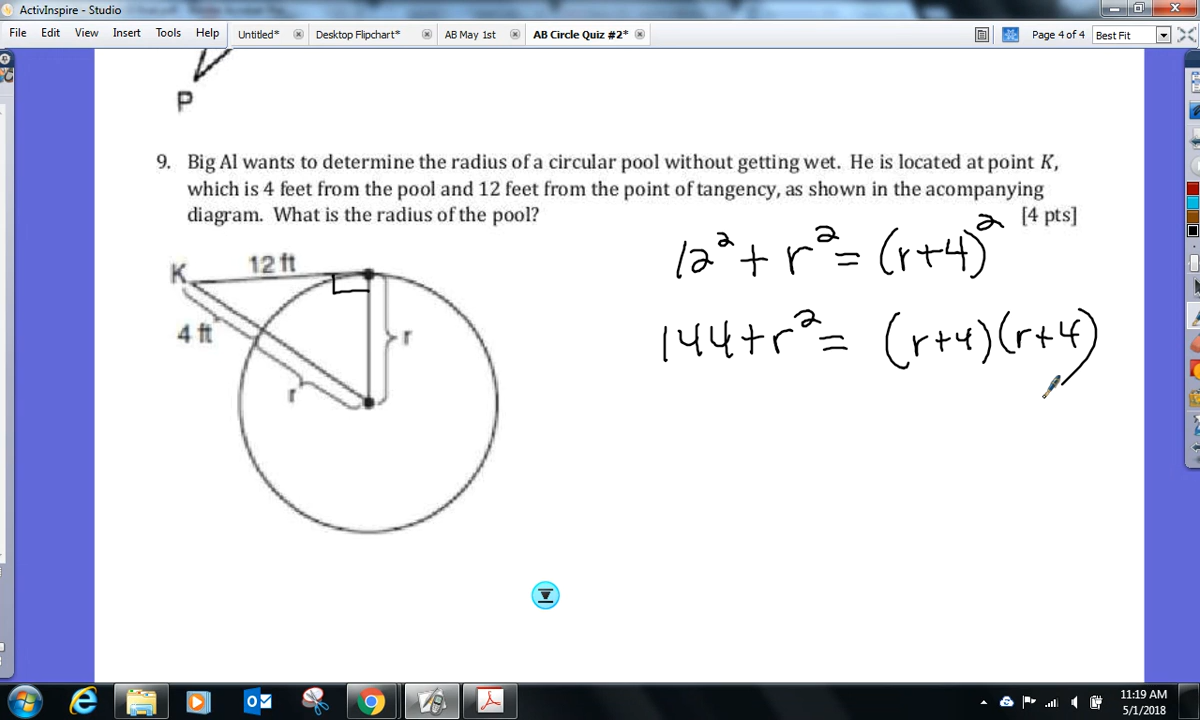 ActivInspire - Studio
File Edit View Insert Tools Help Untitled* Desktop Flipchart* AB May 1st AB Circle Quiz #2* Page 4 of 4 Best Fit
P
9. Big Al wants to determine the radius of a circular pool without getting wet. He is located at point K,
which is 4 feet from the pool and 12 feet from the point of tangency, as shown in the acompanying
diagram. What is the radius of the pool? [4 pts]
12² + r² = (r+4)²
K 12 ft
144 + r² = (r+4)(r+4)
4 ft r
r
11:19 AM
5/1/2018